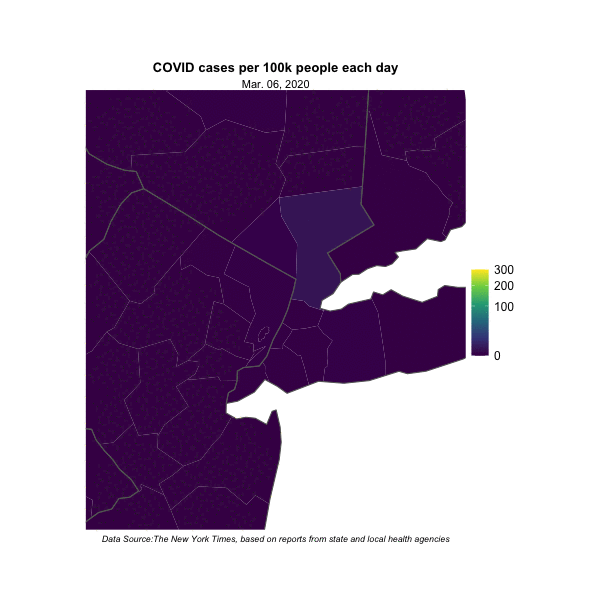 COVID cases per 100k people each day
Mar. 06, 2020
300
200
100
0
Data Source:The New York Times, based on reports from state and local health agencies